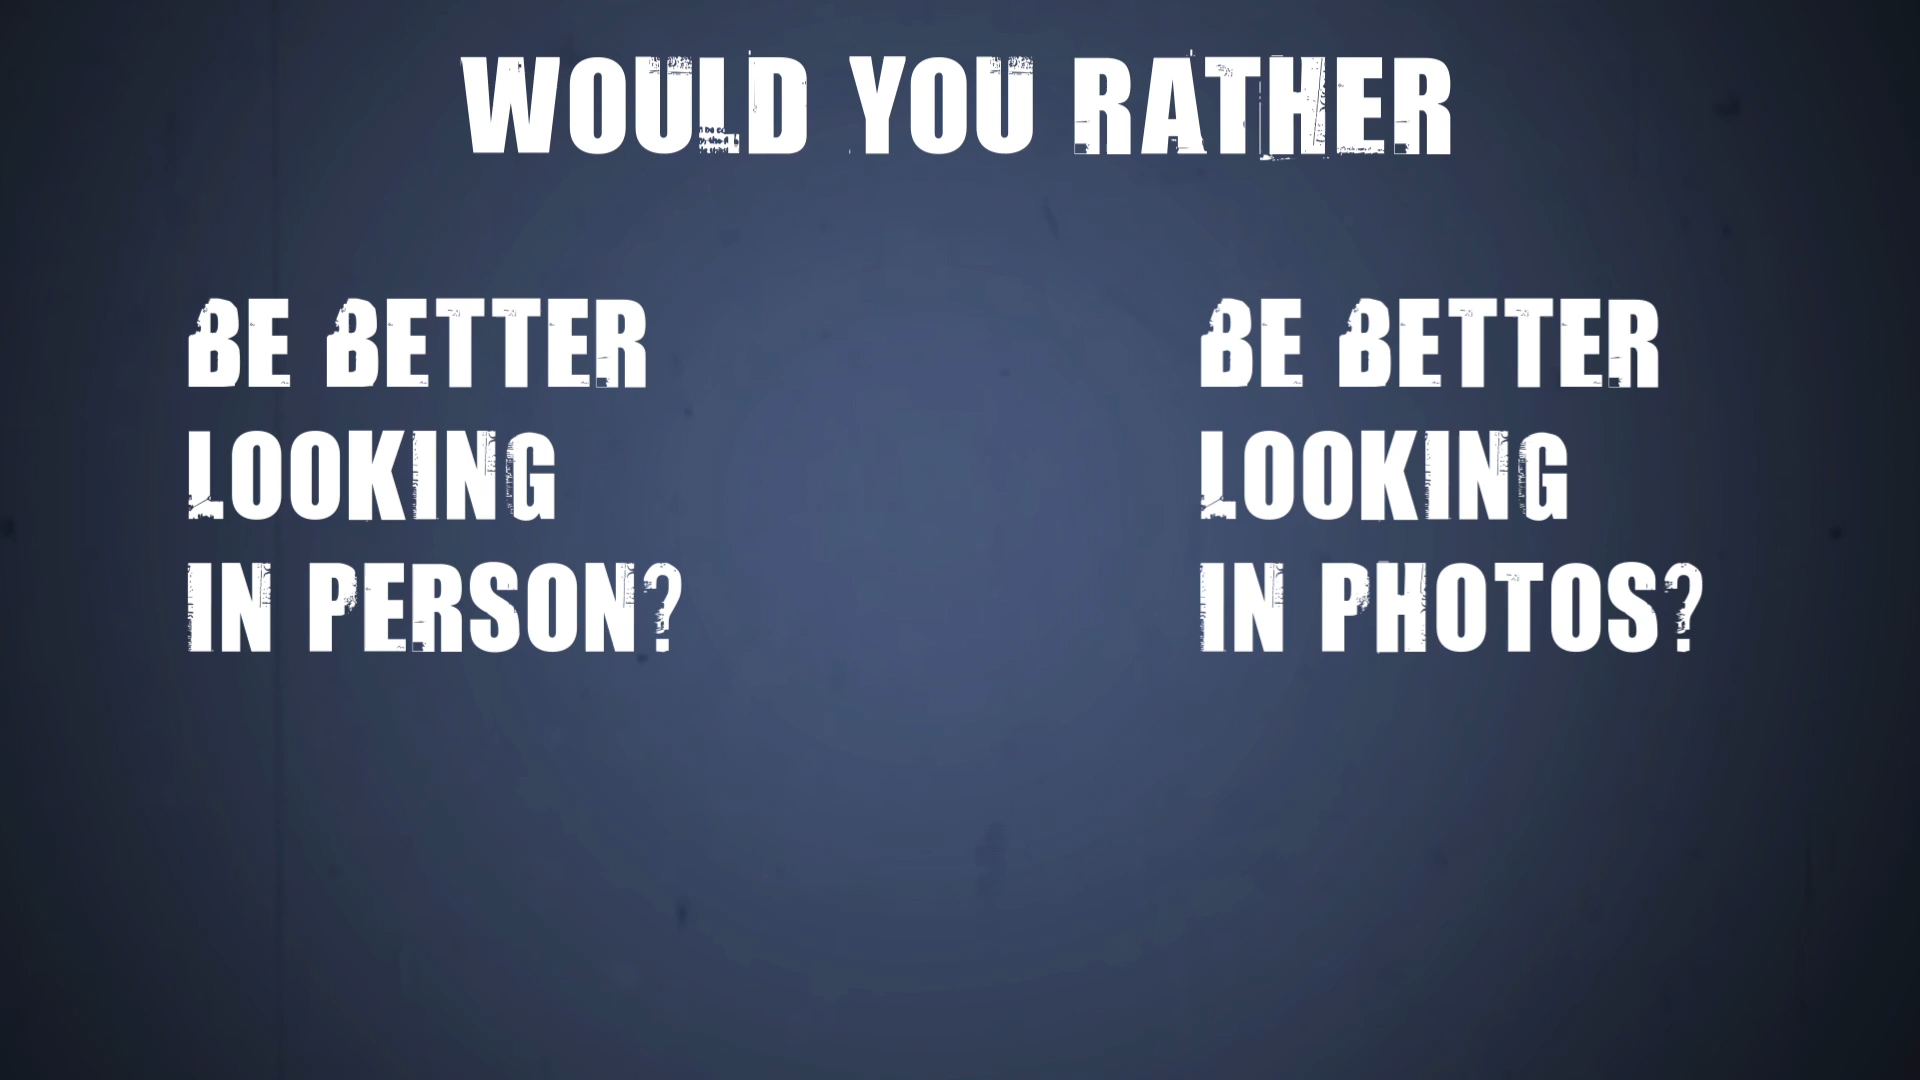 WOULD YOU RATHER
BE BETTER
LOOKING
IN PERSON?
BE BETTER
LOOKING
IN PHOTOS?